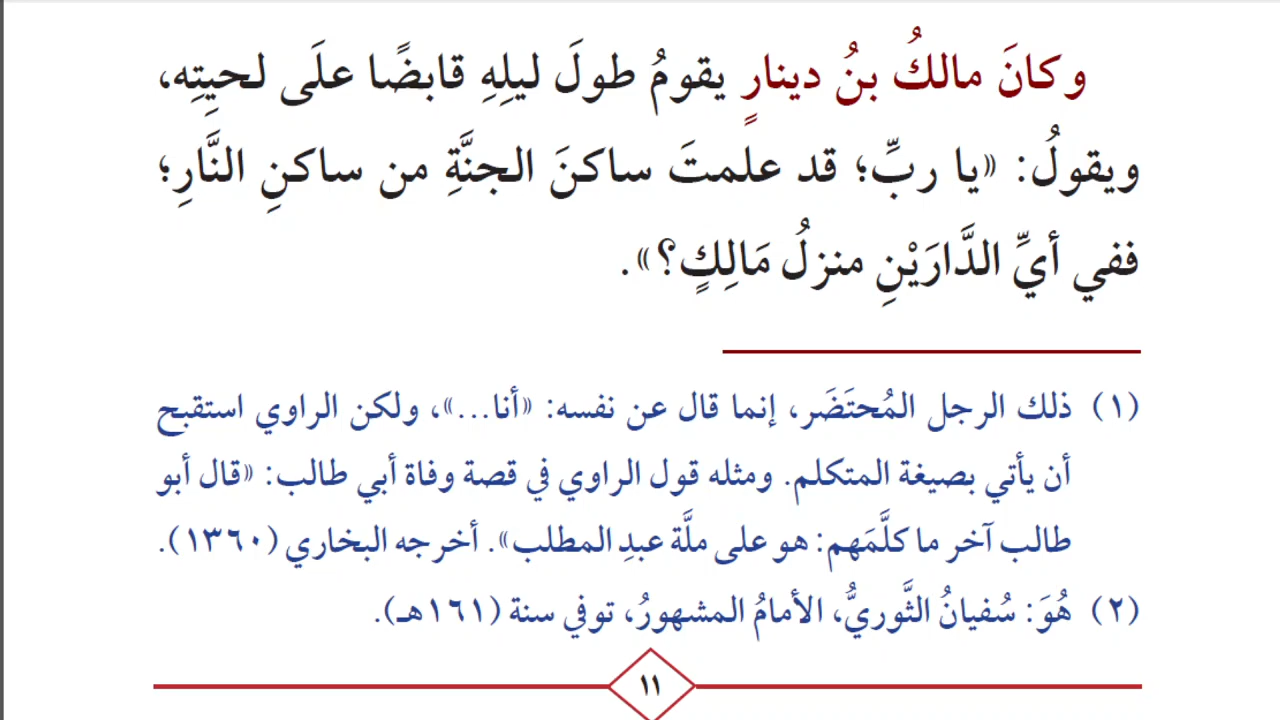 وكانَ مالكُ بنُ دينارٍ يقومُ طولَ ليلِهِ قابضًا علَى لحيِتِه،
ويقولُ: «يا ربِّ؛ قد علمتَ ساكنَ الجنَّةِ من ساكنِ النَّارِ؛
ففي أيِّ الدَّارَيْنِ منزلُ مَالِكٍ؟».
(١) ذلك الرجل المُحتَضَر، إنما قال عن نفسه: «أنا...»، ولكن الراوي استقبح
أن يأتي بصيغة المتكلم. ومثله قول الراوي في قصة وفاة أبي طالب: «قال أبو
طالب آخر ما كلَّمَهم: هو على ملَّة عبدِ المطلب». أخرجه البخاري (١٣٦٠).
(٢) هُوَ: سُفيانُ الثَّوريُّ، الأمامُ المشهورُ، توفي سنة (١٦١هـ).
١١